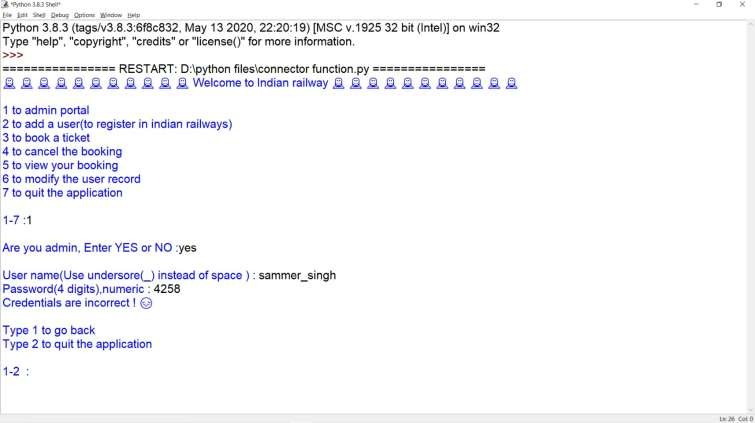 *Python 3.8.3 Shell*
File Edit Shell Debug Options Window Help
Python 3.8.3 (tags/v3.8.3:6f8c832, May 13 2020, 22:20:19) [MSC v.1925 32 bit (Intel)] on win32
Type "help", "copyright", "credits" or "license()" for more information.
>>>
================ RESTART: D:\python files\connector function.py ================
Welcome to Indian railway
1 to admin portal
2 to add a user(to register in indian railways)
3 to book a ticket
4 to cancel the booking
5 to view your booking
6 to modify the user record
7 to quit the application
1-7 :1
Are you admin, Enter YES or NO :yes
User name(Use undersore(_) instead of space ) : sammer_singh
Password(4 digits),numeric : 4258
Credentials are incorrect !
Type 1 to go back
Type 2 to quit the application
1-2 :
Ln: 26 Col: 0